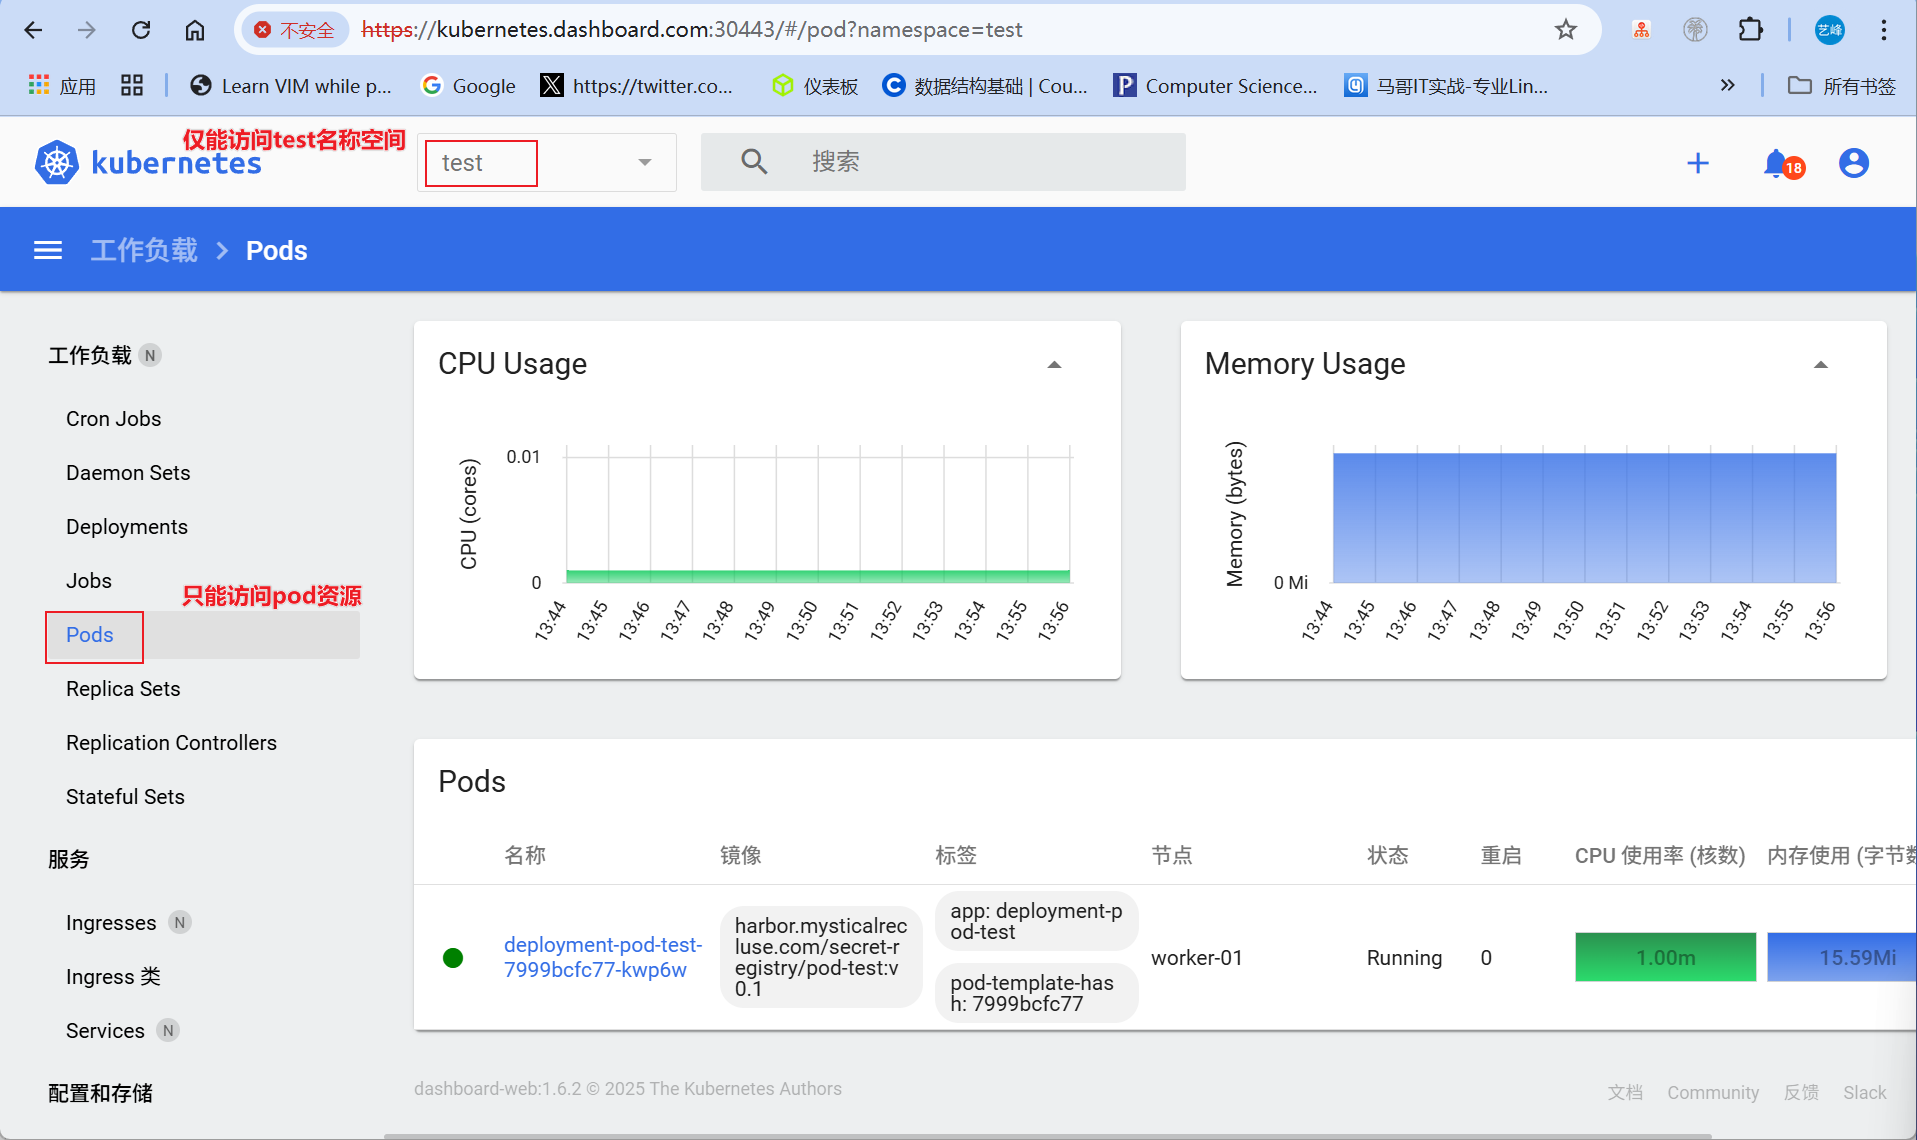 不安全
https://kubernetes.dashboard.com:30443/#/pod?namespace=test
艺峰
应用
Learn VIM while p...
Google
https://twitter.co...
仪表板
数据结构基础 | Cou...
Computer Science...
马哥IT实战-专业Lin...
所有书签
仅能访问test名称空间
kubernetes
test
搜索
18
工作负载
Pods
工作负载 N
Cron Jobs
Daemon Sets
Deployments
Jobs
只能访问pod资源
Pods
Replica Sets
Replication Controllers
Stateful Sets
服务
Ingresses N
Ingress 类
Services N
配置和存储
CPU Usage
CPU (cores)
0.01
0
13:44
13:45
13:46
13:47
13:48
13:49
13:50
13:51
13:52
13:53
13:54
13:55
13:56
Memory Usage
Memory (bytes)
0 Mi
13:44
13:45
13:46
13:47
13:48
13:49
13:50
13:51
13:52
13:53
13:54
13:55
13:56
Pods
名称
镜像
标签
节点
状态
重启
CPU 使用率 (核数)
内存使用 (字节数
deployment-pod-test-
7999bcfc77-kwp6w
harbor.mysticalrec
luse.com/secret-r
egistry/pod-test:v
0.1
app: deployment-p
od-test
pod-template-has
h: 7999bcfc77
worker-01
Running
0
1.00m
15.59Mi
dashboard-web:1.6.2 © 2025 The Kubernetes Authors
文档
Community
反馈
Slack